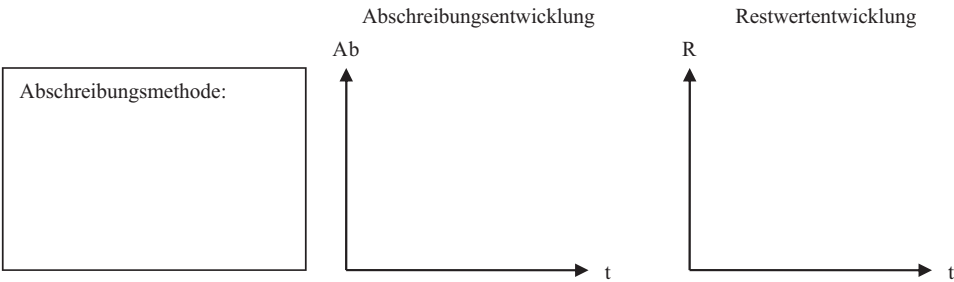 Abschreibungsentwicklung
Restwertentwicklung
Ab
R
Abschreibungsmethode:
t
t